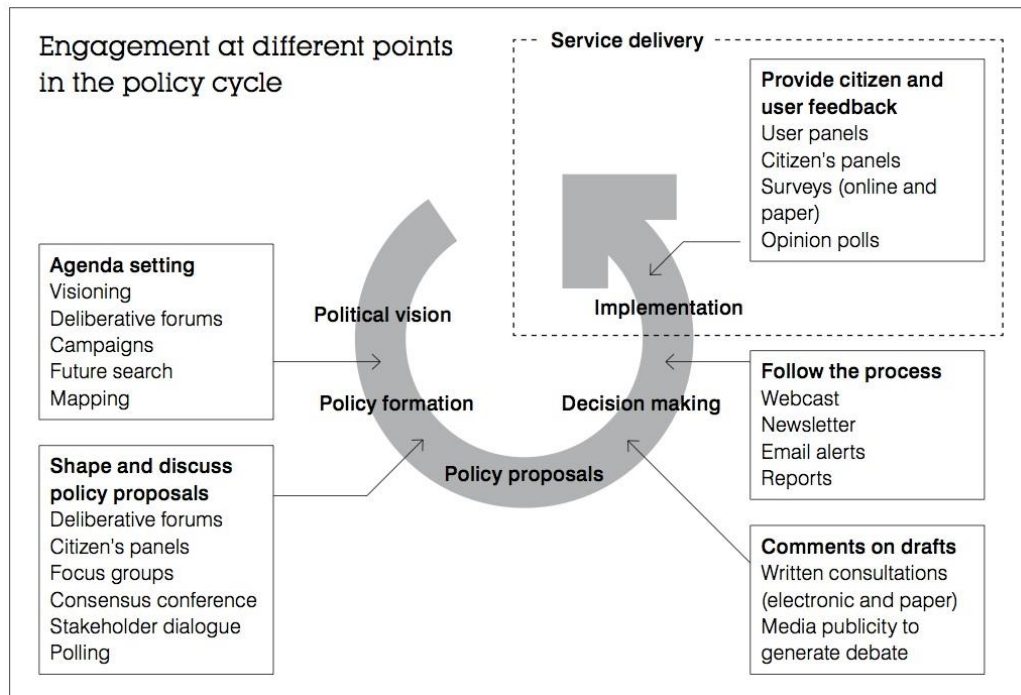 Engagement at different points
in the policy cycle
Service delivery
Provide citizen and
user feedback
User panels
Citizen's panels
Surveys (online and
paper)
Opinion polls
Agenda setting
Visioning
Deliberative forums
Campaigns
Future search
Mapping
Political vision
Implementation
Policy formation
Decision making
Policy proposals
Follow the process
Webcast
Newsletter
Email alerts
Reports
Shape and discuss
policy proposals
Deliberative forums
Citizen's panels
Focus groups
Consensus conference
Stakeholder dialogue
Polling
Comments on drafts
Written consultations
(electronic and paper)
Media publicity to
generate debate